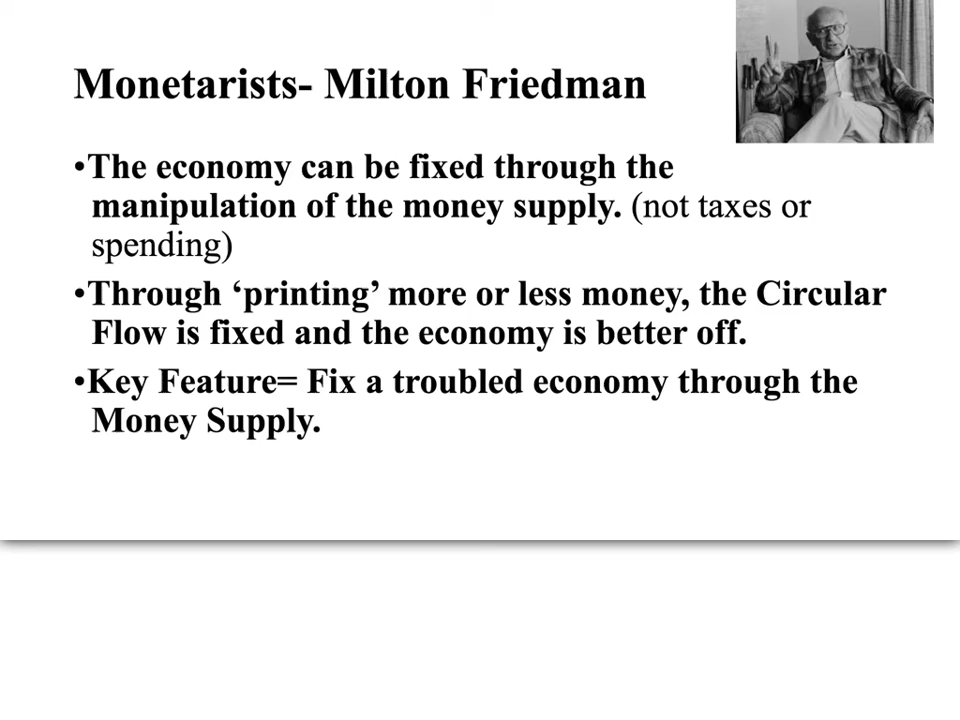 Monetarists- Milton Friedman
•The economy can be fixed through the
manipulation of the money supply. (not taxes or
spending)
•Through ‘printing’ more or less money, the Circular
Flow is fixed and the economy is better off.
•Key Feature= Fix a troubled economy through the
Money Supply.